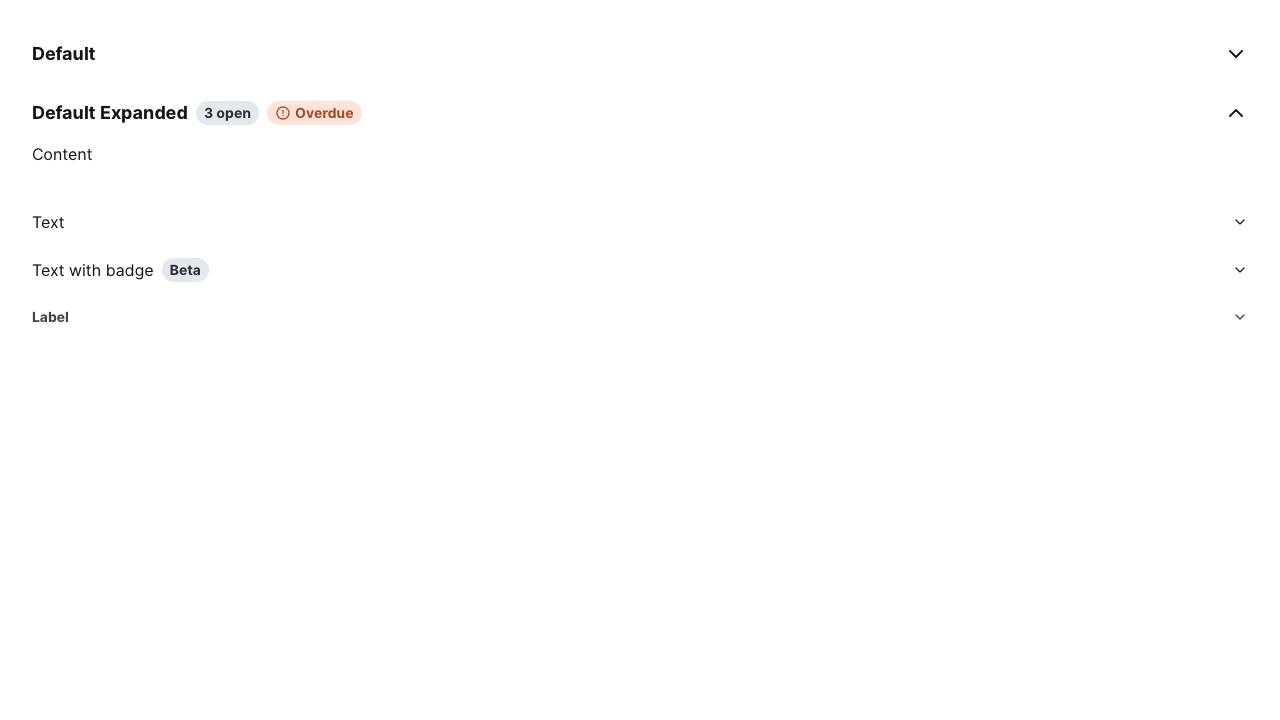 Default
Default Expanded 3 open Overdue
Content
Text
Text with badge Beta
Label